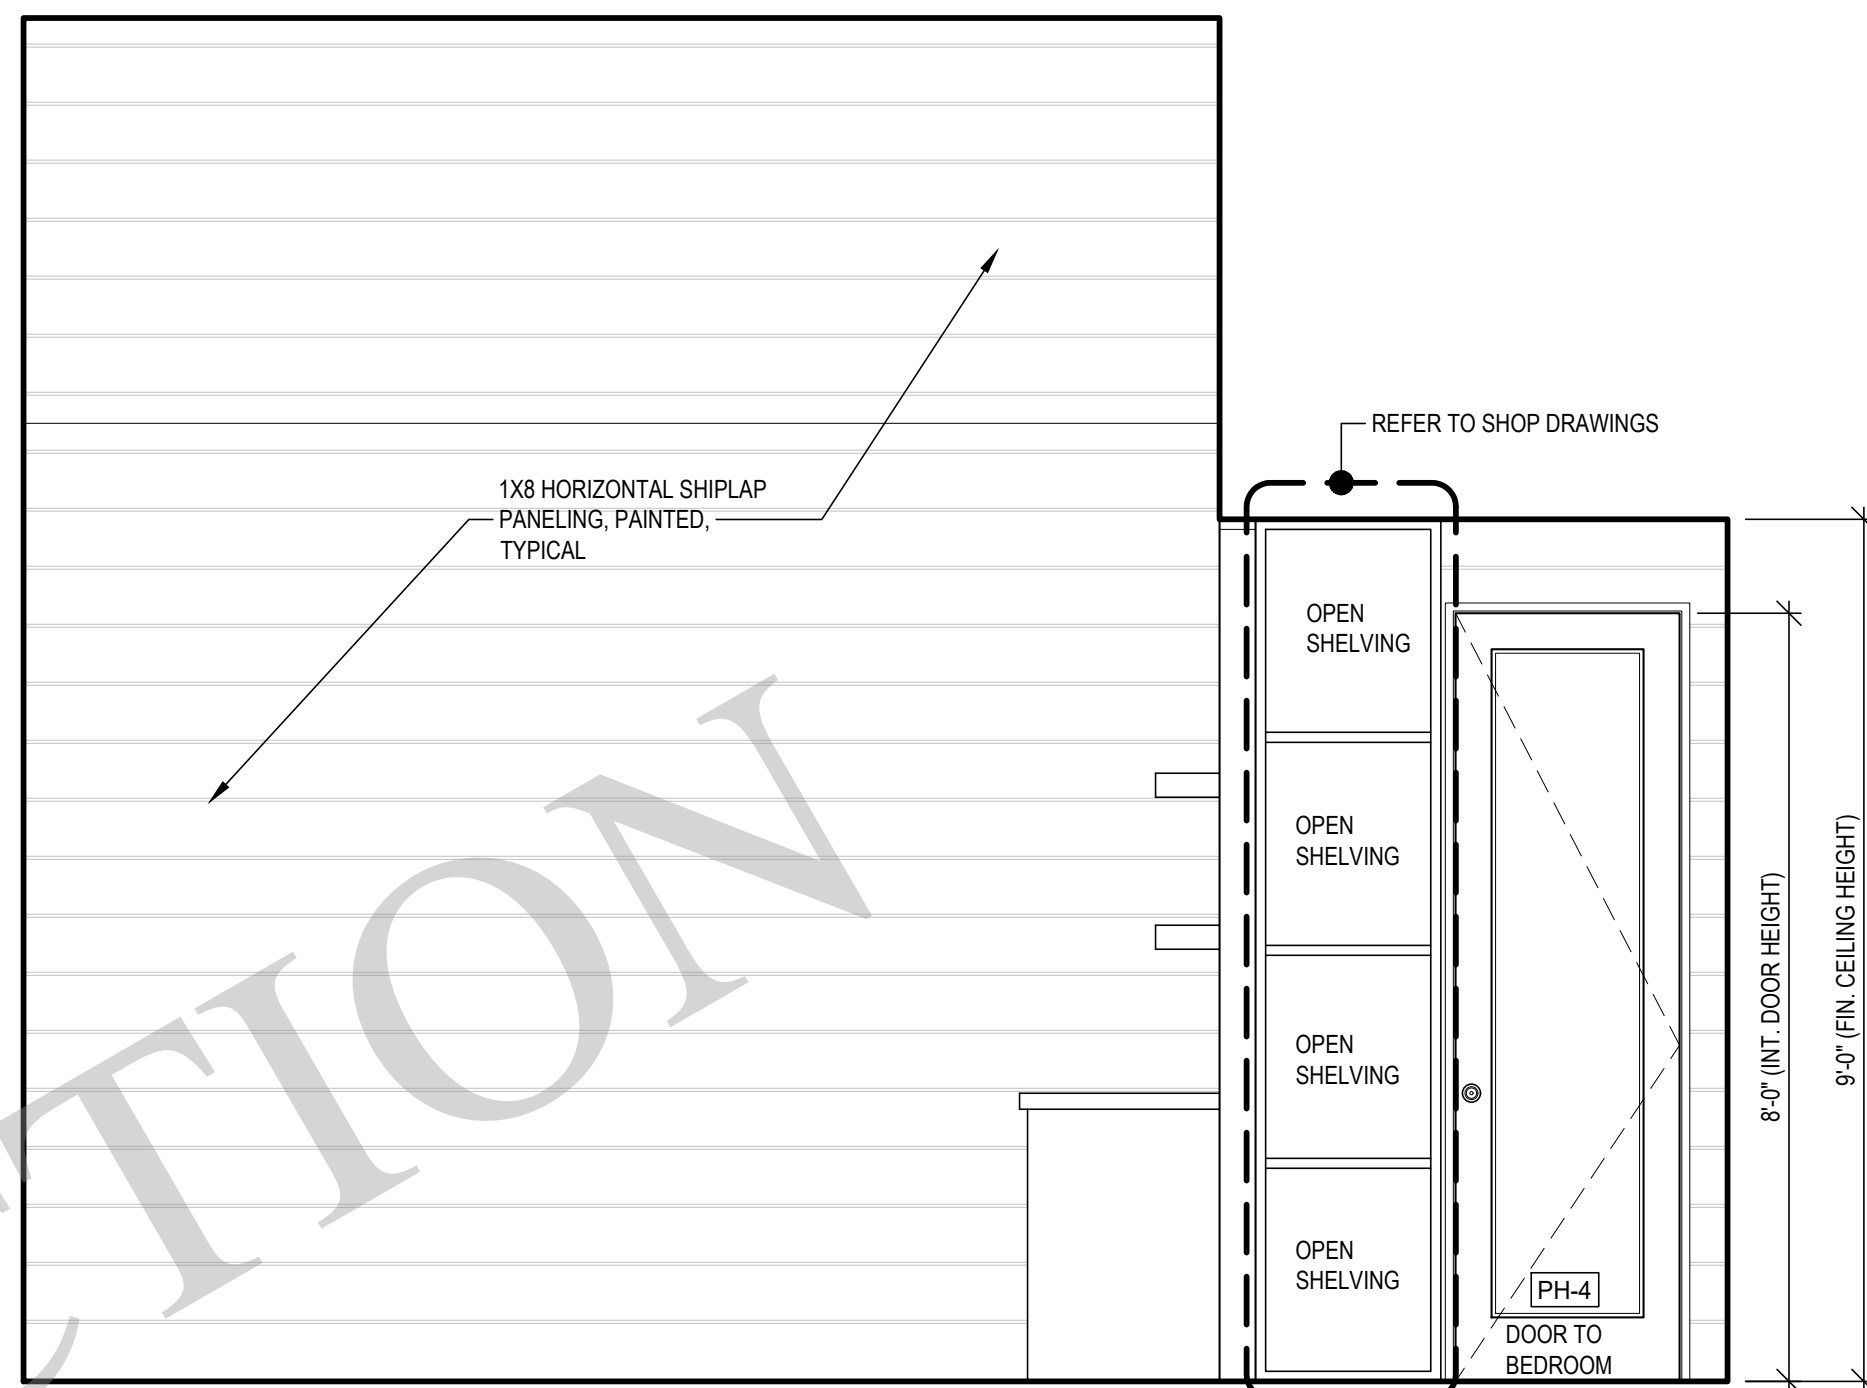 REFER TO SHOP DRAWINGS
1X8 HORIZONTAL SHIPLAP
PANELING, PAINTED,
TYPICAL
OPEN
SHELVING
OPEN
SHELVING
OPEN
SHELVING
OPEN
SHELVING
PH-4
DOOR TO
BEDROOM
8'-0" (INT. DOOR HEIGHT)
9'-0" (FIN. CEILING HEIGHT)
CTION